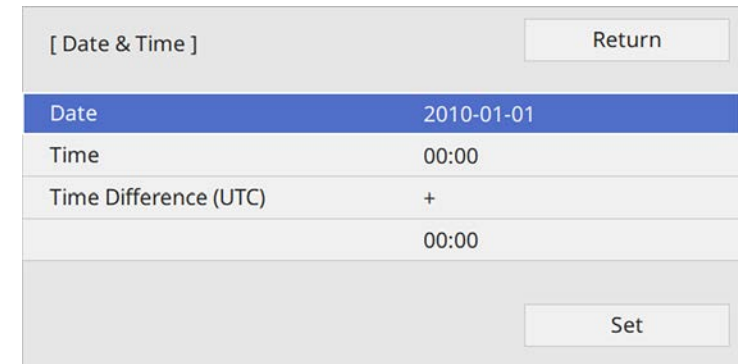 [ Date & Time ] Return
Date 2010-01-01
Time 00:00
Time Difference (UTC) +
00:00
Set